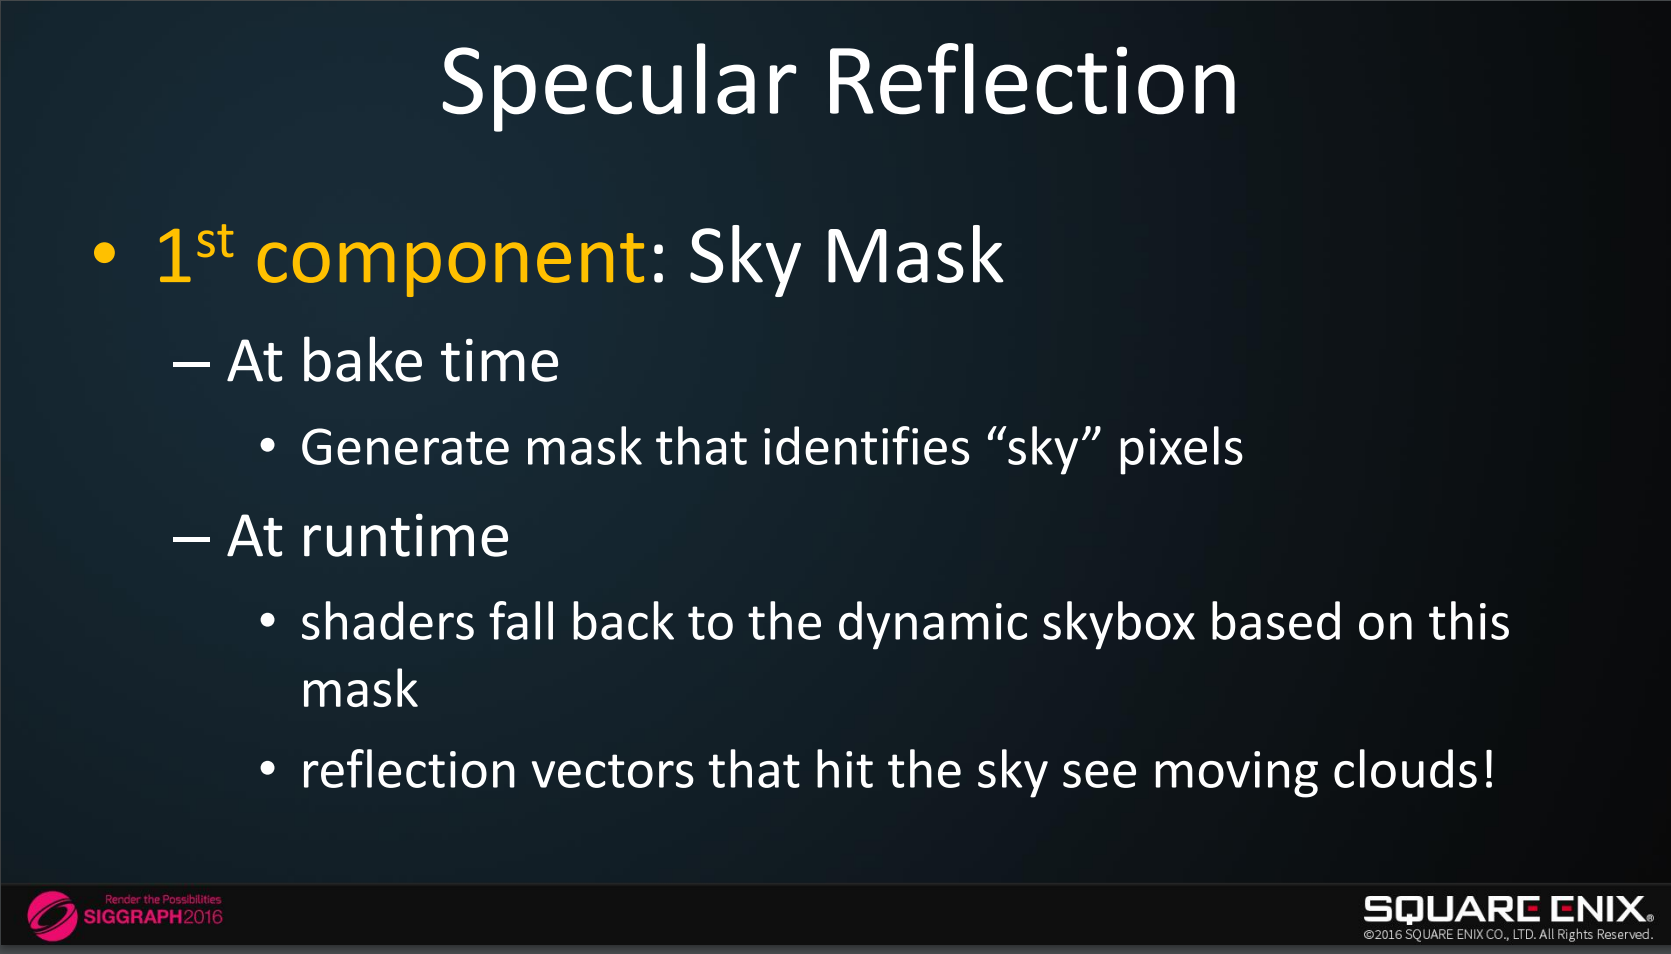 Specular Reflection
• 1st component: Sky Mask
– At bake time
• Generate mask that identifies “sky” pixels
– At runtime
• shaders fall back to the dynamic skybox based on this
mask
• reflection vectors that hit the sky see moving clouds!
Render the Possibilities
SIGGRAPH2016
SQUARE ENIX®
©2016 SQUARE ENIX CO., LTD. All Rights Reserved.